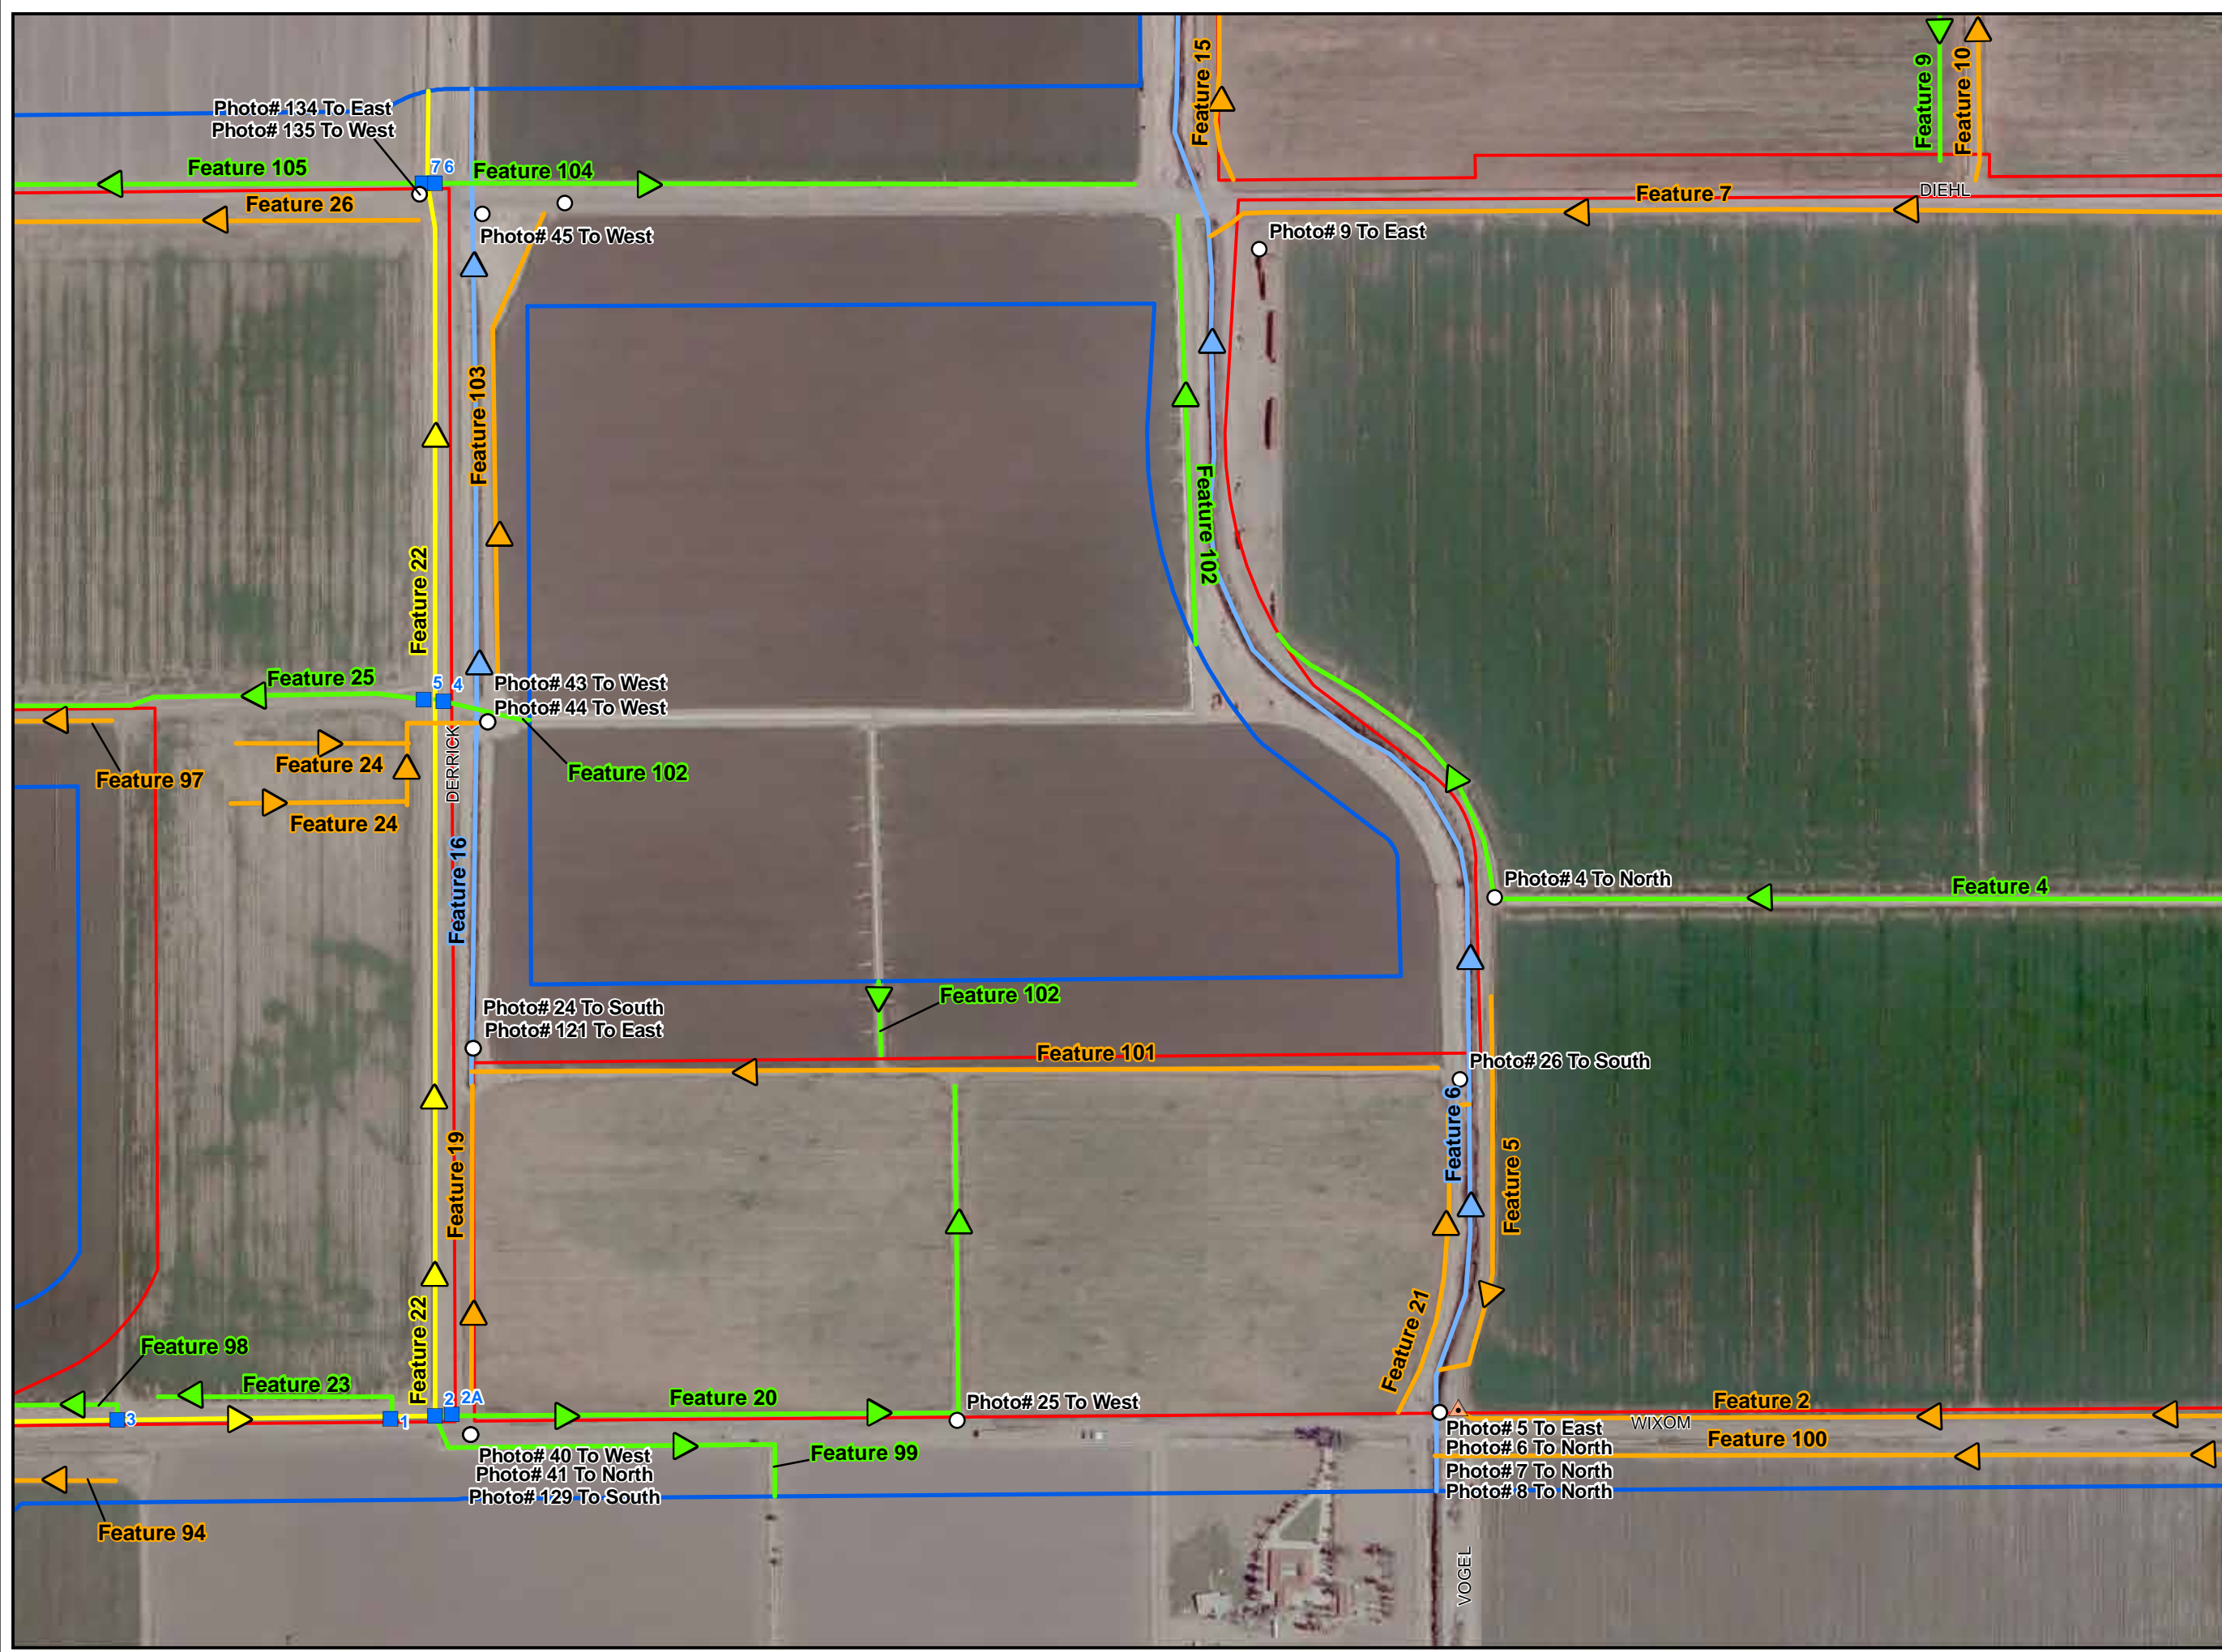 Feature 15
Feature 9
Feature 10
Photo# 134 To East
Photo# 135 To West
Feature 105
7 6
Feature 104
Feature 26
Feature 7
DIEHL
Photo# 45 To West
Photo# 9 To East
Feature 103
Feature 22
Feature 102
Feature 25
5 4
Photo# 43 To West
Photo# 44 To West
Feature 97
Feature 24
DERRICK
Feature 102
Feature 24
Feature 16
Photo# 4 To North
Feature 4
Photo# 24 To South
Photo# 121 To East
Feature 102
Feature 101
Photo# 26 To South
Feature 6
Feature 5
Feature 19
Feature 21
Feature 98
Feature 22
Feature 23
3
1
2
2A
Feature 20
Photo# 25 To West
Feature 2
WIXOM
Photo# 5 To East
Photo# 6 To North
Photo# 7 To North
Photo# 8 To North
Feature 100
Photo# 40 To West
Photo# 41 To North
Photo# 129 To South
Feature 99
Feature 94
VOGEL